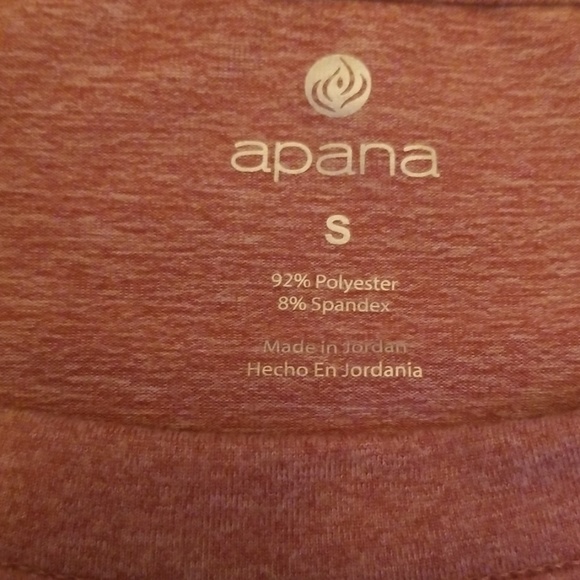 apana
S
92% Polyester
8% Spandex
Made in Jordan
Hecho En Jordania